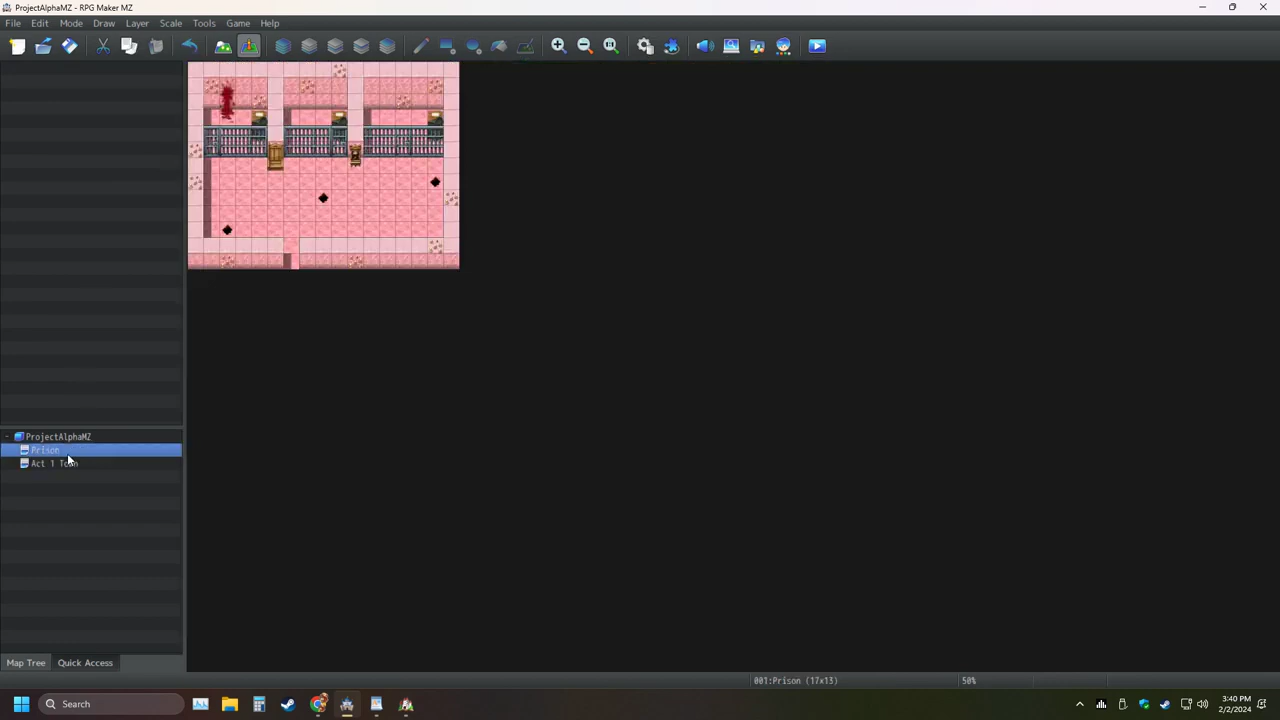 ProjectAlphaMZ - RPG Maker MZ
File Edit Mode Draw Layer Scale Tools Game Help
ProjectAlphaMZ
Prison
Act 1 Town
Map Tree Quick Access
001:Prison (17x13) 50%
Search
3:40 PM
2/2/2024